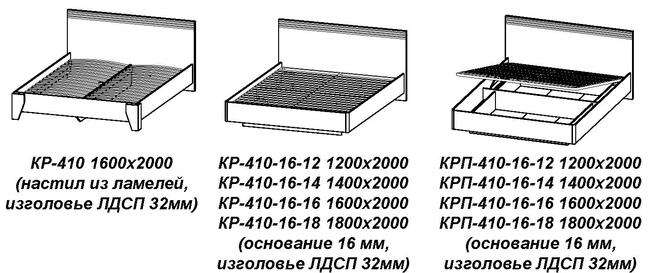 КР-410 1600х2000
(настил из ламелей,
изголовье ЛДСП 32мм)
КР-410-16-12 1200х2000
КР-410-16-14 1400х2000
КР-410-16-16 1600х2000
КР-410-16-18 1800х2000
(основание 16 мм,
изголовье ЛДСП 32мм)
КРП-410-16-12 1200х2000
КРП-410-16-14 1400х2000
КРП-410-16-16 1600х2000
КРП-410-16-18 1800х2000
(основание 16 мм,
изголовье ЛДСП 32мм)